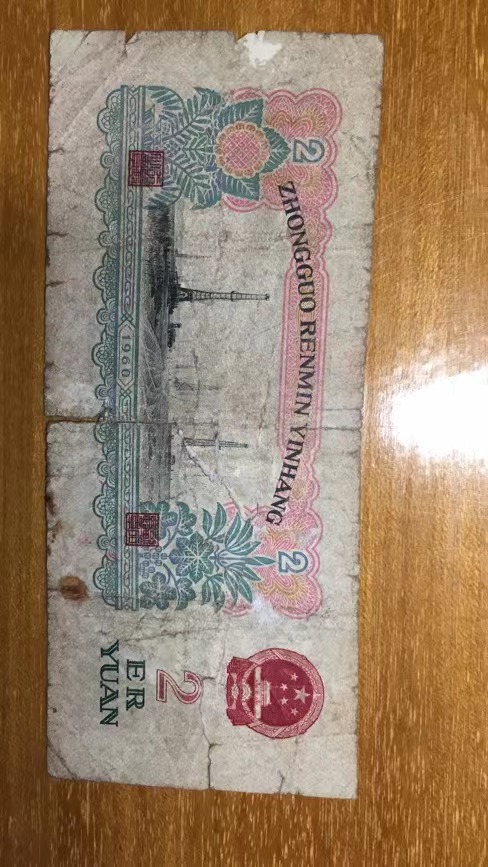 ZHONGGUO RENMIN YINHANG
2
2
1960
2
ER
YUAN